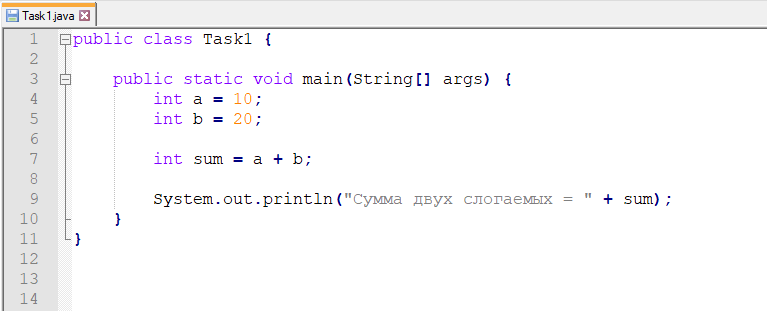 Task1.java
1 public class Task1 {
2
3 public static void main(String[] args) {
4 int a = 10;
5 int b = 20;
6
7 int sum = a + b;
8
9 System.out.println("Сумма двух слогаемых = " + sum);
10 }
11 }
12
13
14